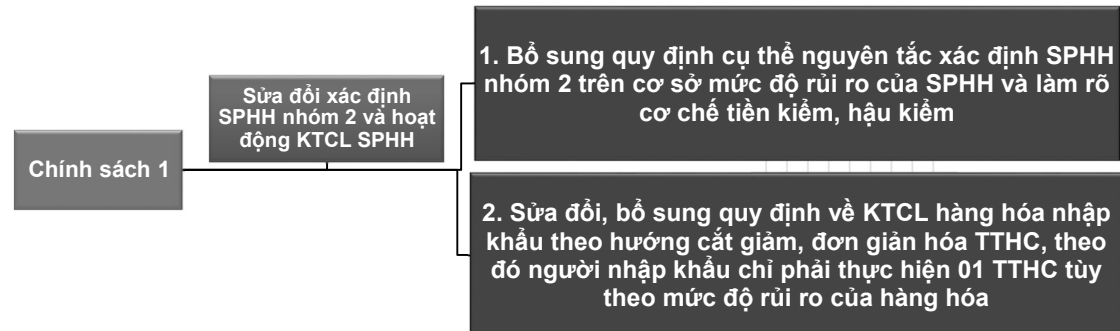 Chính sách 1
Sửa đổi xác định
SPHH nhóm 2 và hoạt
động KTCL SPHH
1. Bổ sung quy định cụ thể nguyên tắc xác định SPHH
nhóm 2 trên cơ sở mức độ rủi ro của SPHH và làm rõ
cơ chế tiền kiểm, hậu kiểm
2. Sửa đổi, bổ sung quy định về KTCL hàng hóa nhập
khẩu theo hướng cắt giảm, đơn giản hóa TTHC, theo
đó người nhập khẩu chỉ phải thực hiện 01 TTHC tùy
theo mức độ rủi ro của hàng hóa